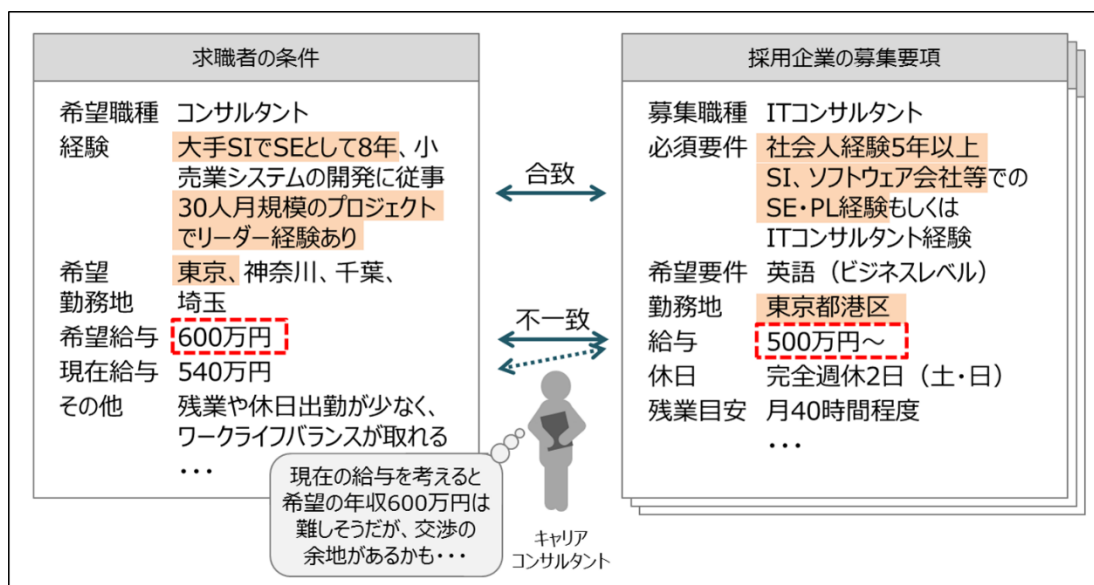 求職者の条件
希望職種 コンサルタント
経験 大手SIでSEとして8年、小
売業システムの開発に従事
30人月規模のプロジェクト
でリーダー経験あり
希望 東京、神奈川、千葉、
勤務地 埼玉
希望給与 600万円
現在給与 540万円
その他 残業や休日出勤が少なく、
ワークライフバランスが取れる
・・・
合致
不一致
現在の給与を考えると
希望の年収600万円は
難しそうだが、交渉の
余地があるかも・・・
キャリア
コンサルタント
採用企業の募集要項
募集職種 ITコンサルタント
必須要件 社会人経験5年以上
SI、ソフトウェア会社等での
SE・PL経験もしくは
ITコンサルタント経験
希望要件 英語（ビジネスレベル）
勤務地 東京都港区
給与 500万円～
休日 完全週休2日（土・日）
残業目安 月40時間程度
・・・